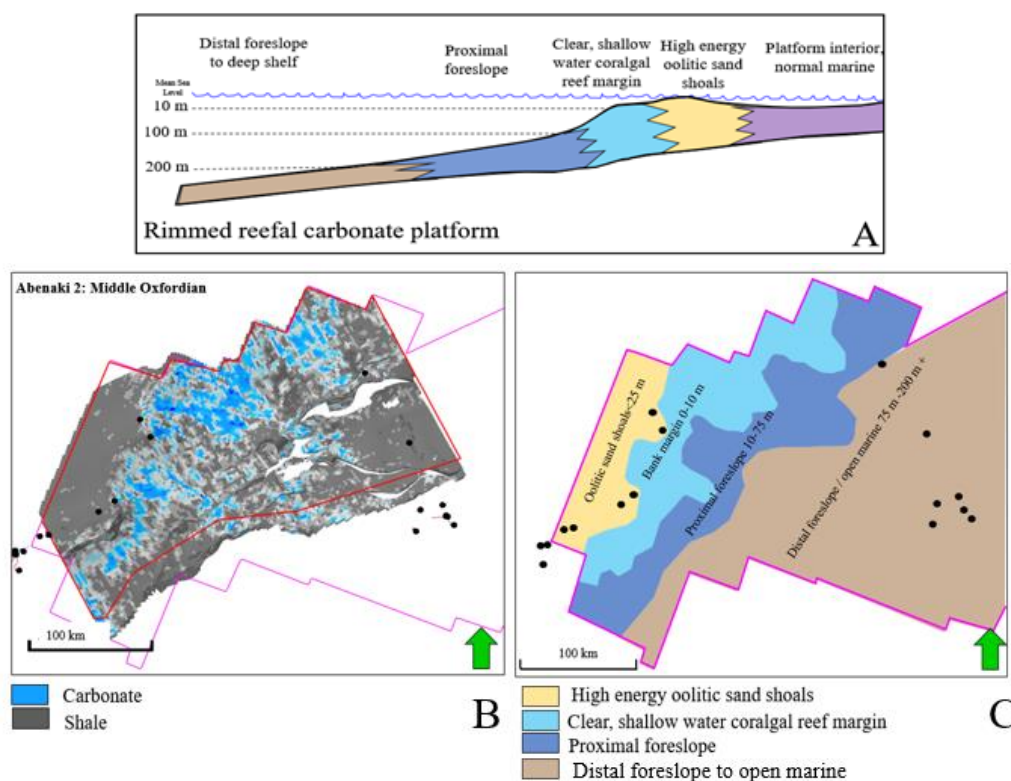 Distal foreslope
to deep shelf
Proximal
foreslope
Clear, shallow
water coralgal
reef margin
High energy
oolitic sand
shoals
Platform interior,
normal marine
Mean Sea
Level
10 m
100 m
200 m
Rimmed reefal carbonate platform
A
Abenaki 2: Middle Oxfordian
100 km
Carbonate
Shale
B
Oolitic sand shoals<25 m
Bank margin 0-10 m
Proximal foreslope 10-75 m
Distal foreslope / open marine 75 m -200 m +
100 km
High energy oolitic sand shoals
Clear, shallow water coralgal reef margin
Proximal foreslope
Distal foreslope to open marine
C